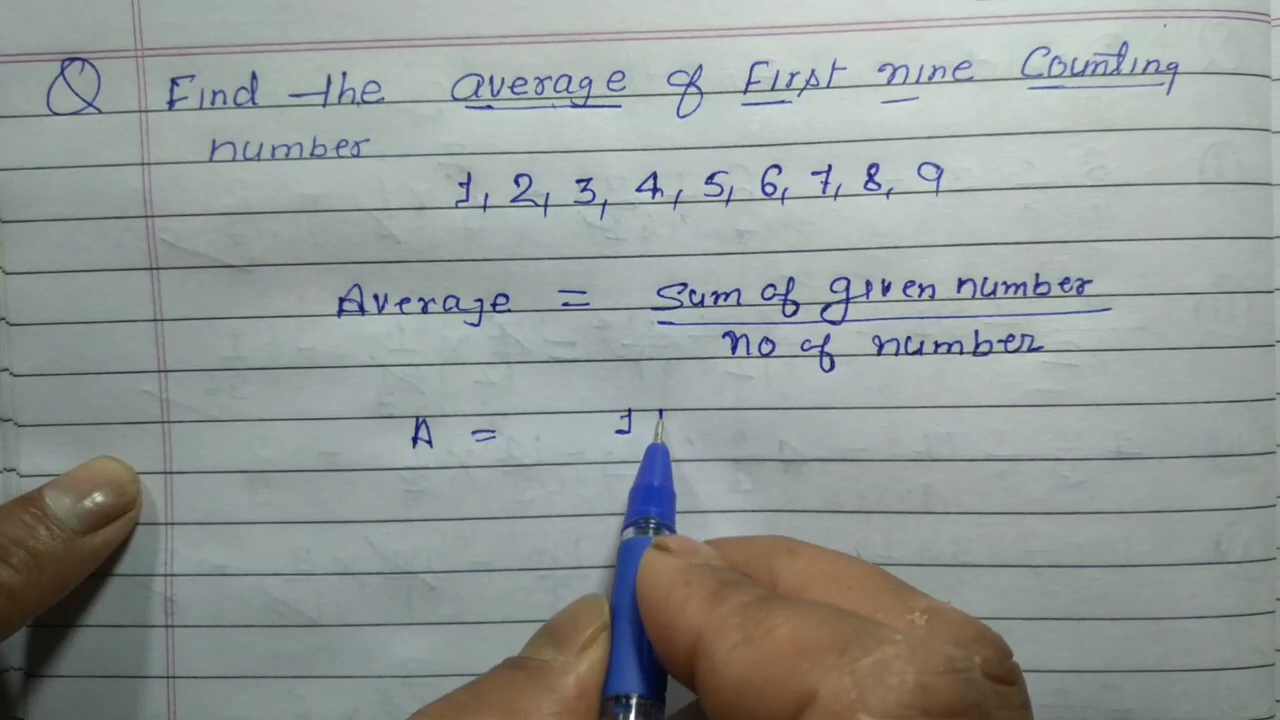 Q Find the average of First nine Counting
number
1, 2, 3, 4, 5, 6, 7, 8, 9
Average = Sum of given number
no of number
A = 1